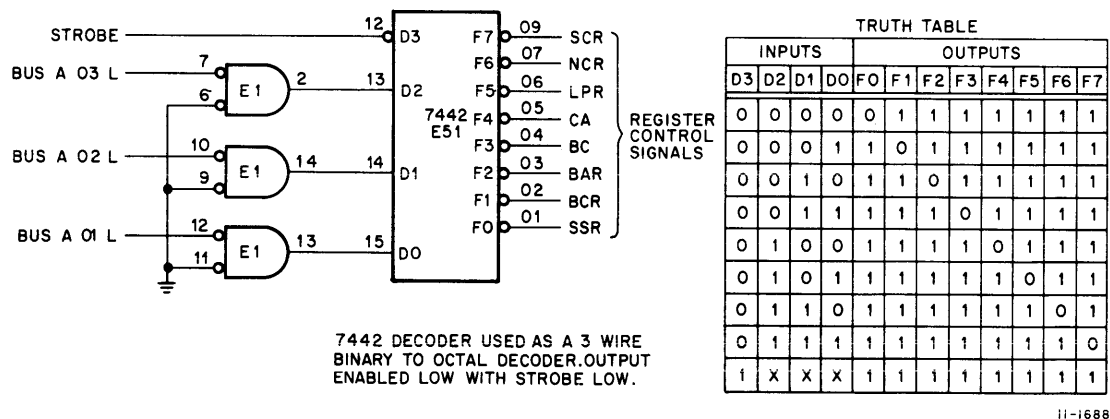 STROBE
12
D3
F7
09
SCR
F6
07
NCR
BUS A 03 L
7
6
E1
2
13
D2
F5
06
LPR
7442
E51
F4
05
CA
F3
04
BC
BUS A 02 L
10
9
E1
14
14
D1
F2
03
BAR
F1
02
BCR
BUS A 01 L
12
11
E1
13
15
D0
F0
01
SSR
REGISTER
CONTROL
SIGNALS
7442 DECODER USED AS A 3 WIRE
BINARY TO OCTAL DECODER.OUTPUT
ENABLED LOW WITH STROBE LOW.
TRUTH TABLE
INPUTS OUTPUTS
D3 D2 D1 D0 F0 F1 F2 F3 F4 F5 F6 F7
0 0 0 0 0 1 1 1 1 1 1 1
0 0 0 1 1 0 1 1 1 1 1 1
0 0 1 0 1 1 0 1 1 1 1 1
0 0 1 1 1 1 1 0 1 1 1 1
0 1 0 0 1 1 1 1 0 1 1 1
0 1 0 1 1 1 1 1 1 0 1 1
0 1 1 0 1 1 1 1 1 1 0 1
0 1 1 1 1 1 1 1 1 1 1 0
1 X X X 1 1 1 1 1 1 1 1
11-1688